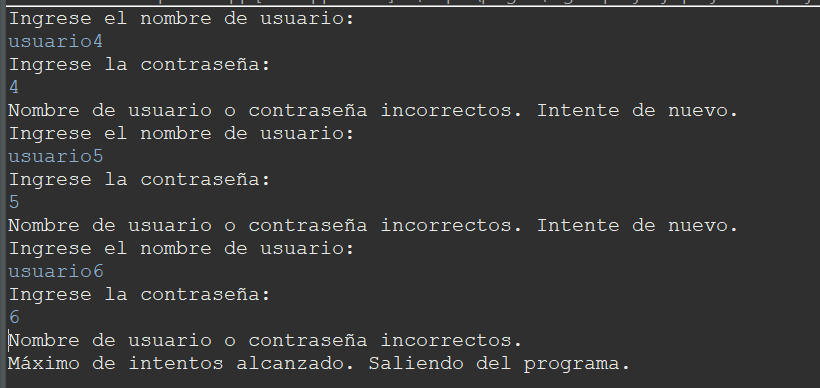 Ingrese el nombre de usuario:
usuario4
Ingrese la contraseña:
4
Nombre de usuario o contraseña incorrectos. Intente de nuevo.
Ingrese el nombre de usuario:
usuario5
Ingrese la contraseña:
5
Nombre de usuario o contraseña incorrectos. Intente de nuevo.
Ingrese el nombre de usuario:
usuario6
Ingrese la contraseña:
6
Nombre de usuario o contraseña incorrectos.
Máximo de intentos alcanzado. Saliendo del programa.